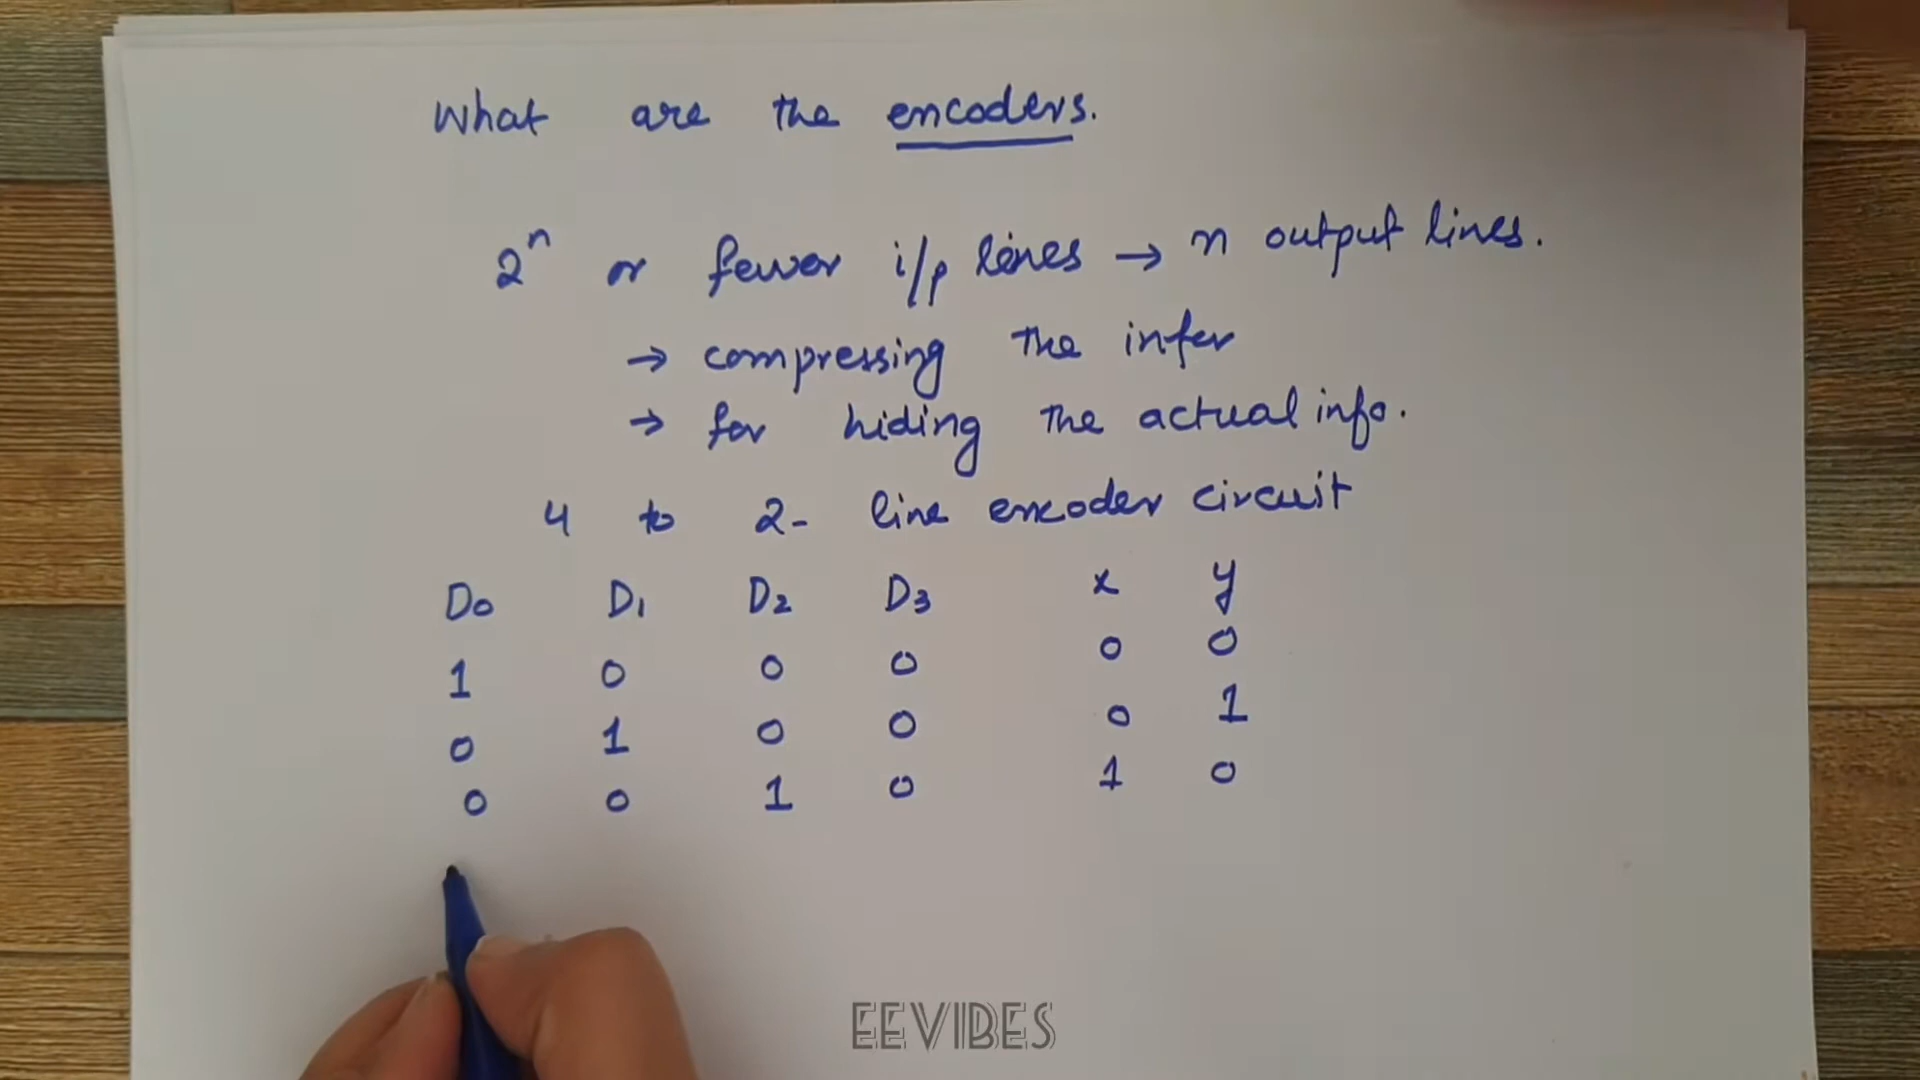 What are the encoders.
2^n or fewer i/p lines → n output lines.
→ compressing the infor
→ for hiding the actual info.
4 to 2- line encoder circuit
D0 D1 D2 D3 x y
1 0 0 0 0 0
0 1 0 0 0 1
0 0 1 0 1 0
EEVIBES